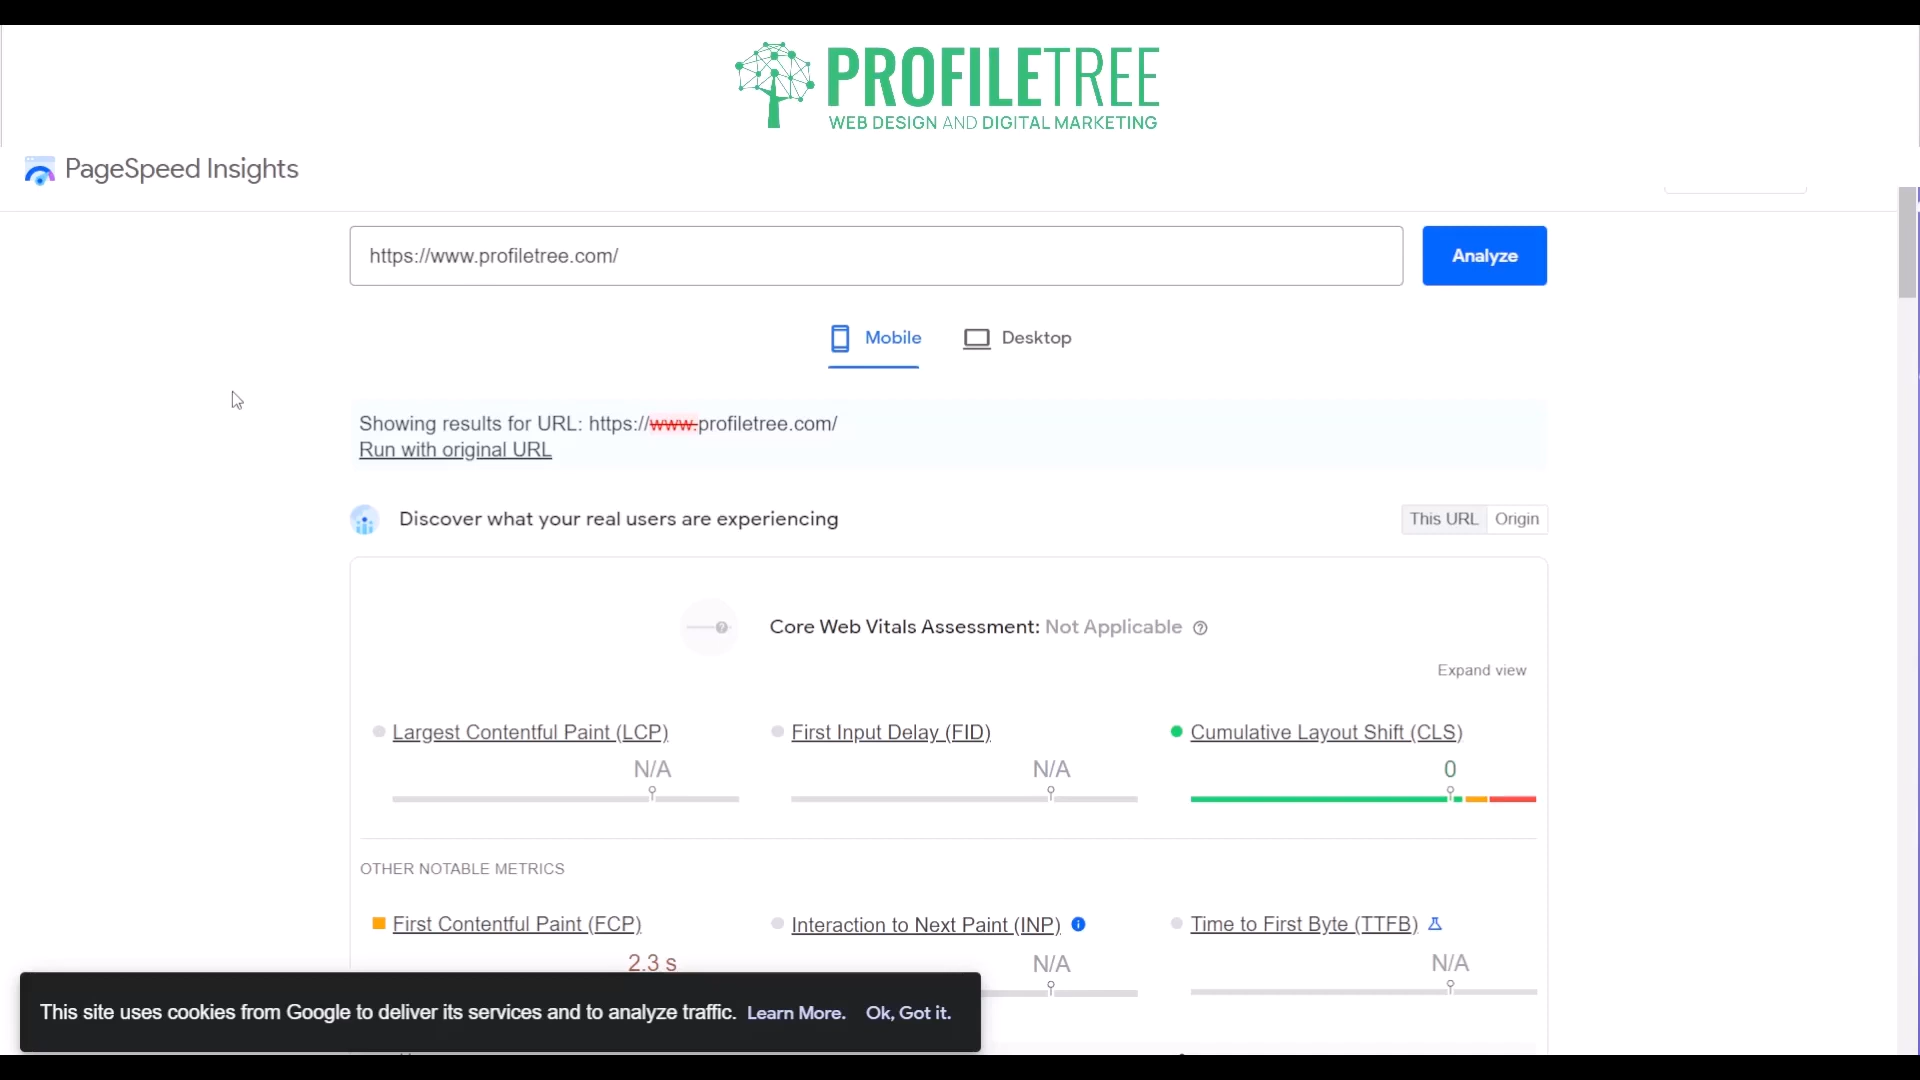 PROFILETREE
WEB DESIGN AND DIGITAL MARKETING
PageSpeed Insights
https://www.profiletree.com/
Analyze
Mobile
Desktop
Showing results for URL: https://www.profiletree.com/
Run with original URL
Discover what your real users are experiencing
This URL
Origin
Core Web Vitals Assessment: Not Applicable
Expand view
Largest Contentful Paint (LCP)
First Input Delay (FID)
Cumulative Layout Shift (CLS)
N/A
N/A
0
OTHER NOTABLE METRICS
First Contentful Paint (FCP)
Interaction to Next Paint (INP)
Time to First Byte (TTFB)
2.3 s
N/A
N/A
This site uses cookies from Google to deliver its services and to analyze traffic. Learn More. Ok, Got it.